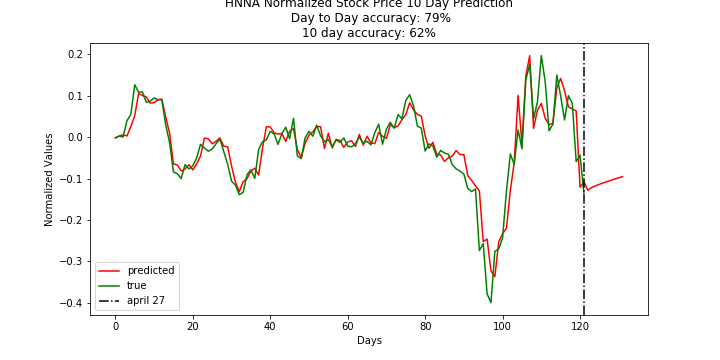 HNNA Normalized Stock Price 10 Day Prediction
Day to Day accuracy: 79%
10 day accuracy: 62%
Normalized Values
0.2
0.1
0.0
−0.1
−0.2
−0.3
−0.4
predicted
true
april 27
0
20
40
60
80
100
120
Days